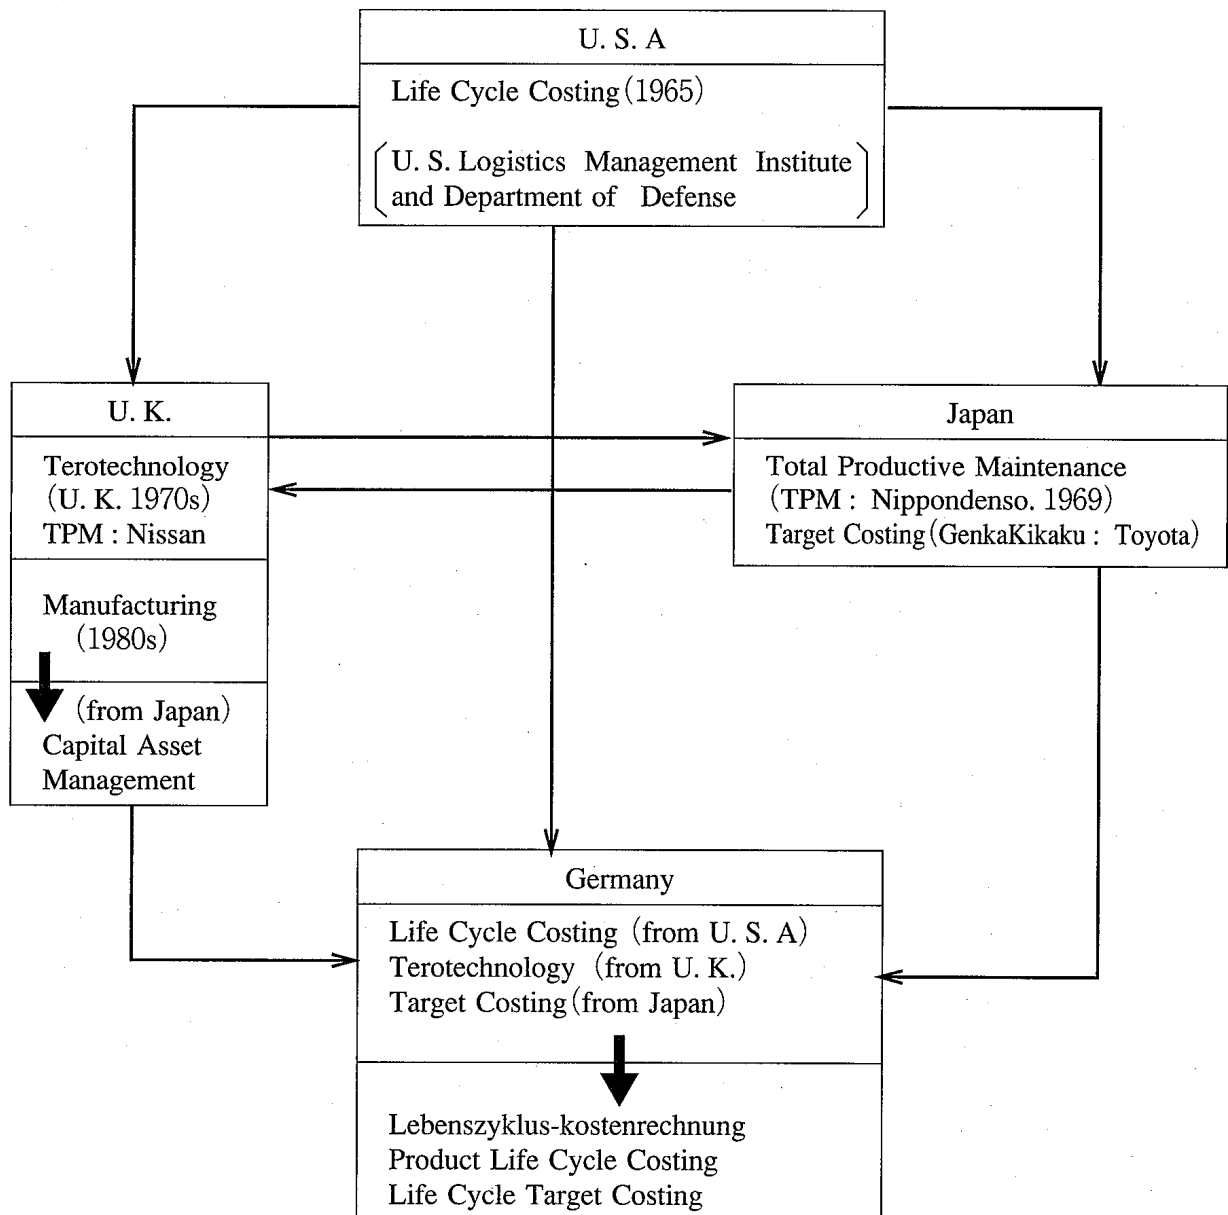 U. S. A
Life Cycle Costing(1965)
U. S. Logistics Management Institute
and Department of Defense
U. K.
Terotechnology
(U. K. 1970s)
TPM : Nissan
Manufacturing
(1980s)
(from Japan)
Capital Asset
Management
Japan
Total Productive Maintenance
(TPM : Nippondenso. 1969)
Target Costing(GenkaKikaku : Toyota)
Germany
Life Cycle Costing (from U. S. A)
Terotechnology (from U. K.)
Target Costing(from Japan)
Lebenszyklus-kostenrechnung
Product Life Cycle Costing
Life Cycle Target Costing